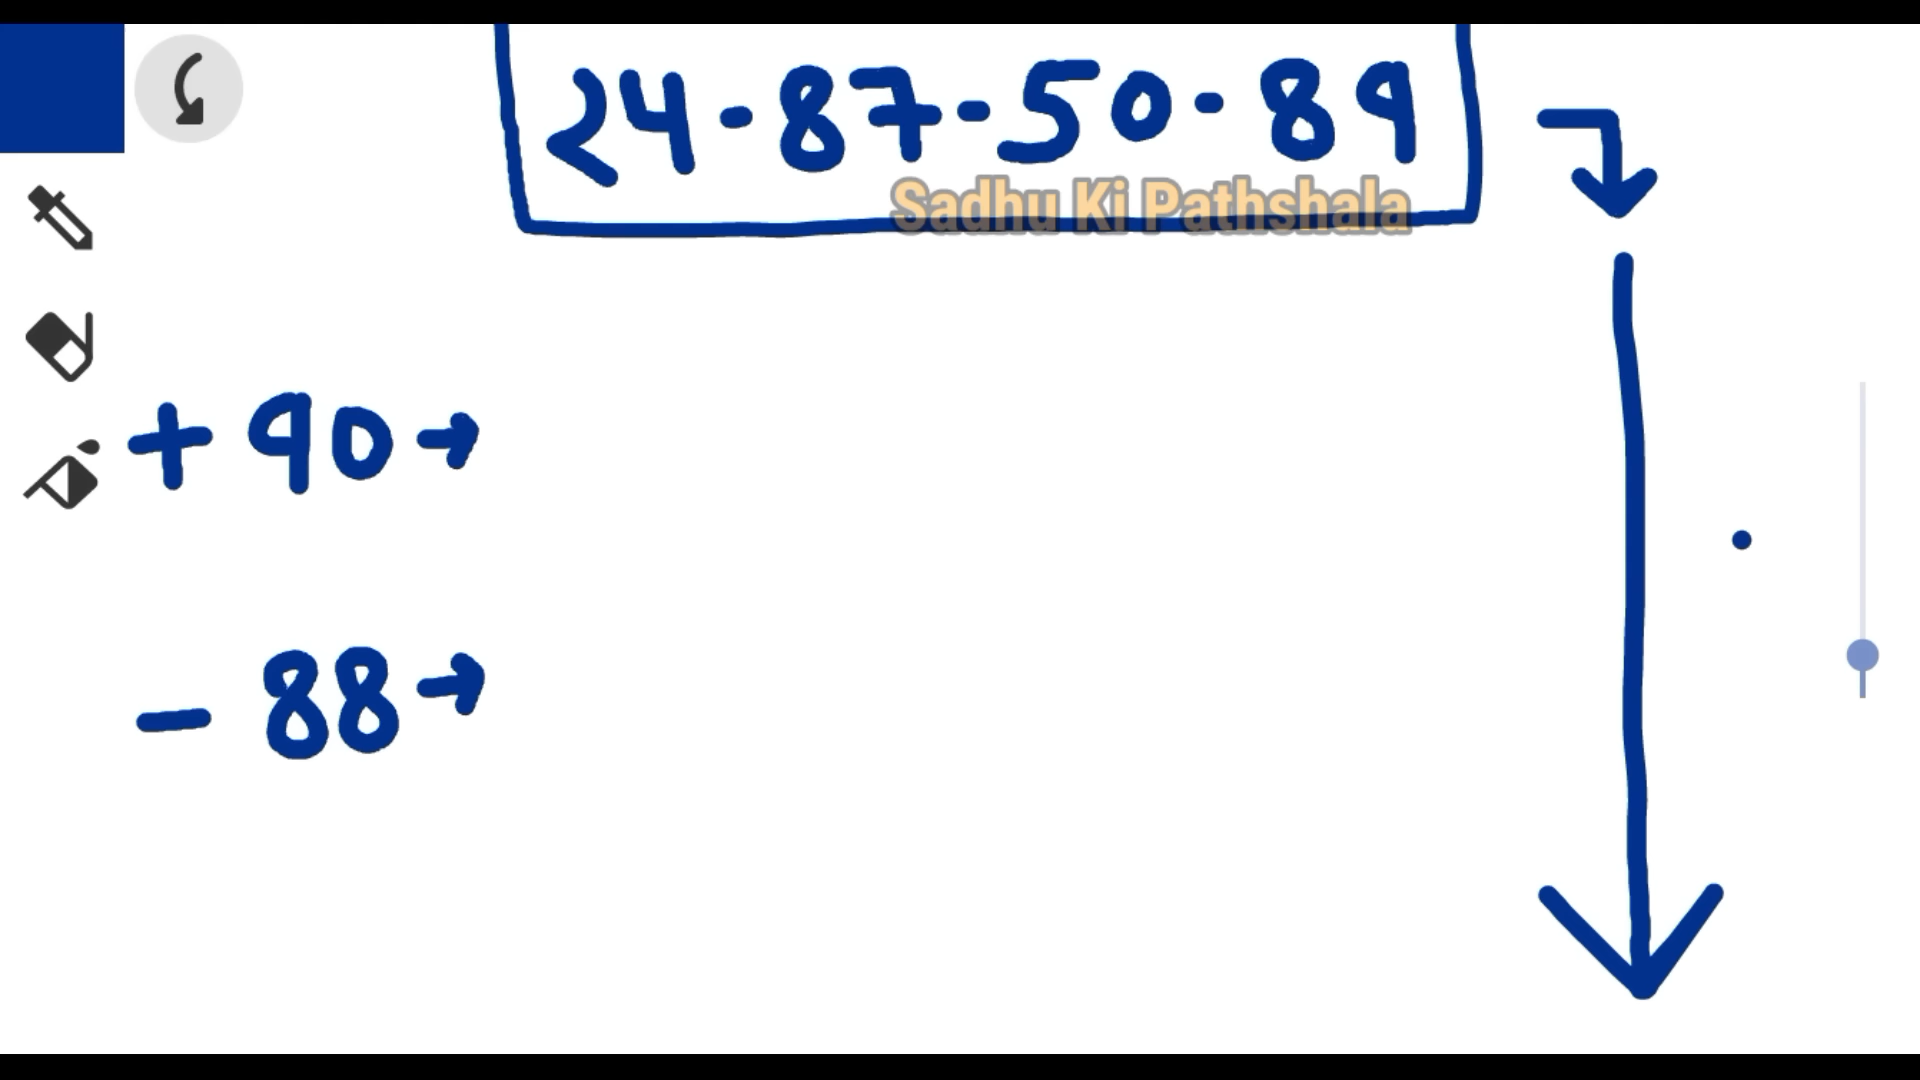 24-87-50-89
Sadhu Ki Pathshala
+ 90 →
- 88 →